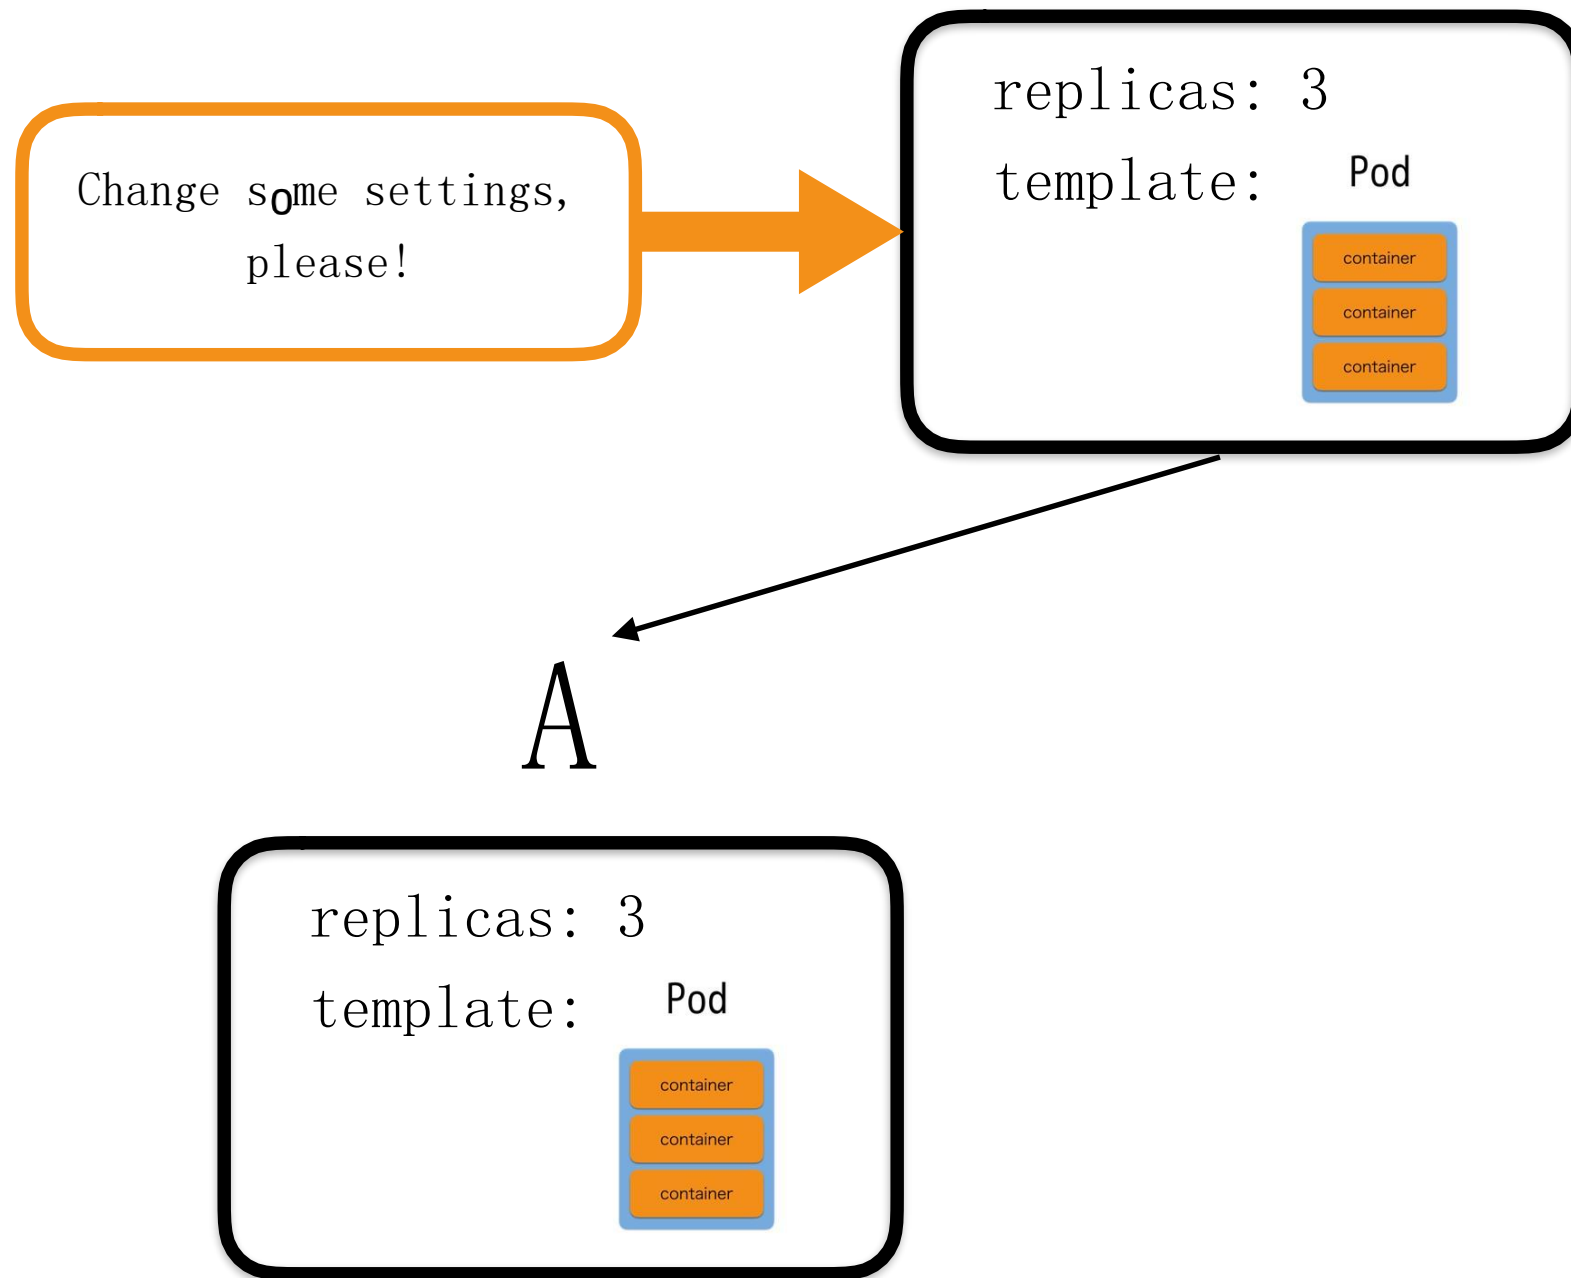 Change some settings,
please!
replicas: 3
template:
Pod
container
container
container
A
replicas: 3
template:
Pod
container
container
container